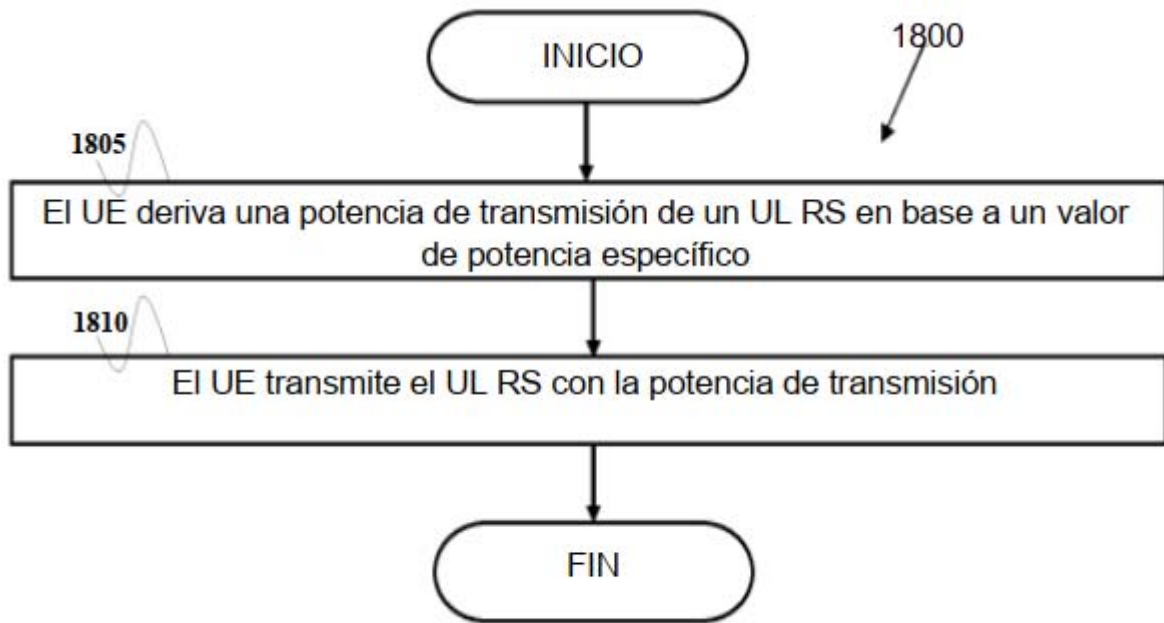 INICIO
1800
1805
El UE deriva una potencia de transmisión de un UL RS en base a un valor
de potencia específico
1810
El UE transmite el UL RS con la potencia de transmisión
FIN